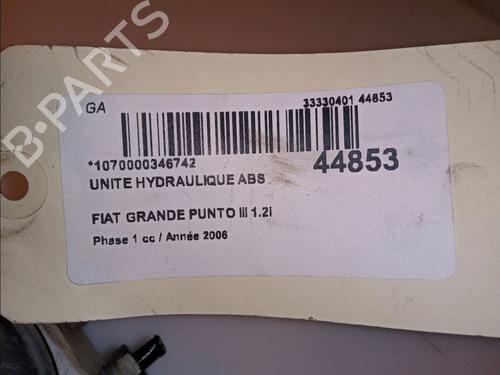 GA
33330401 44853
*1070000346742
44853
UNITE HYDRAULIQUE ABS
FIAT GRANDE PUNTO III 1.2i
Phase 1 cc / Année 2006
B-PARTS